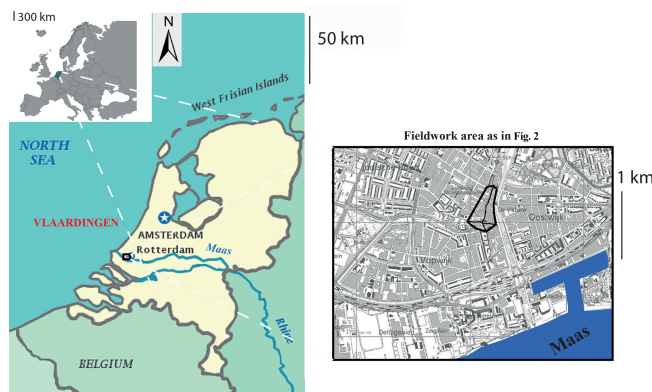 300 km
N
50 km
West Frisian Islands
NORTH
SEA
VLAARDINGEN
AMSTERDAM
Rotterdam
Maas
Rhine
BELGIUM
Fieldwork area as in Fig. 2
1 km
Oostwijk
Vopwijk
Maas